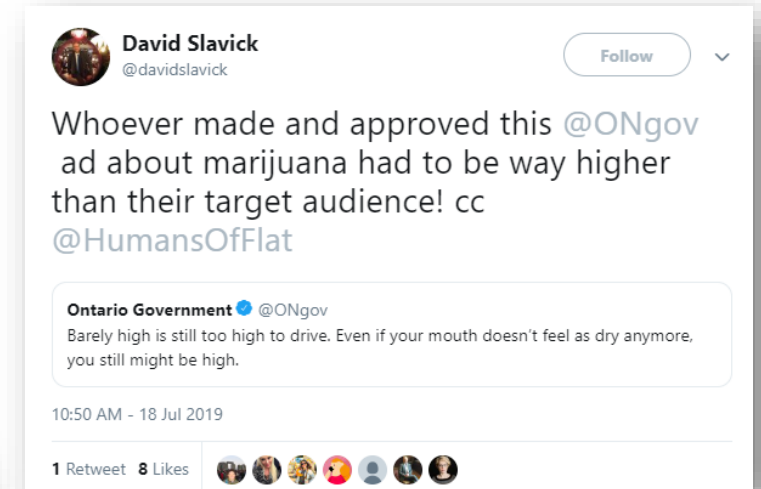 David Slavick
@davidslavick
Follow
Whoever made and approved this @ONgov
ad about marijuana had to be way higher
than their target audience! cc
@HumansOfFlat
Ontario Government @ONgov
Barely high is still too high to drive. Even if your mouth doesn’t feel as dry anymore,
you still might be high.
10:50 AM - 18 Jul 2019
1 Retweet 8 Likes